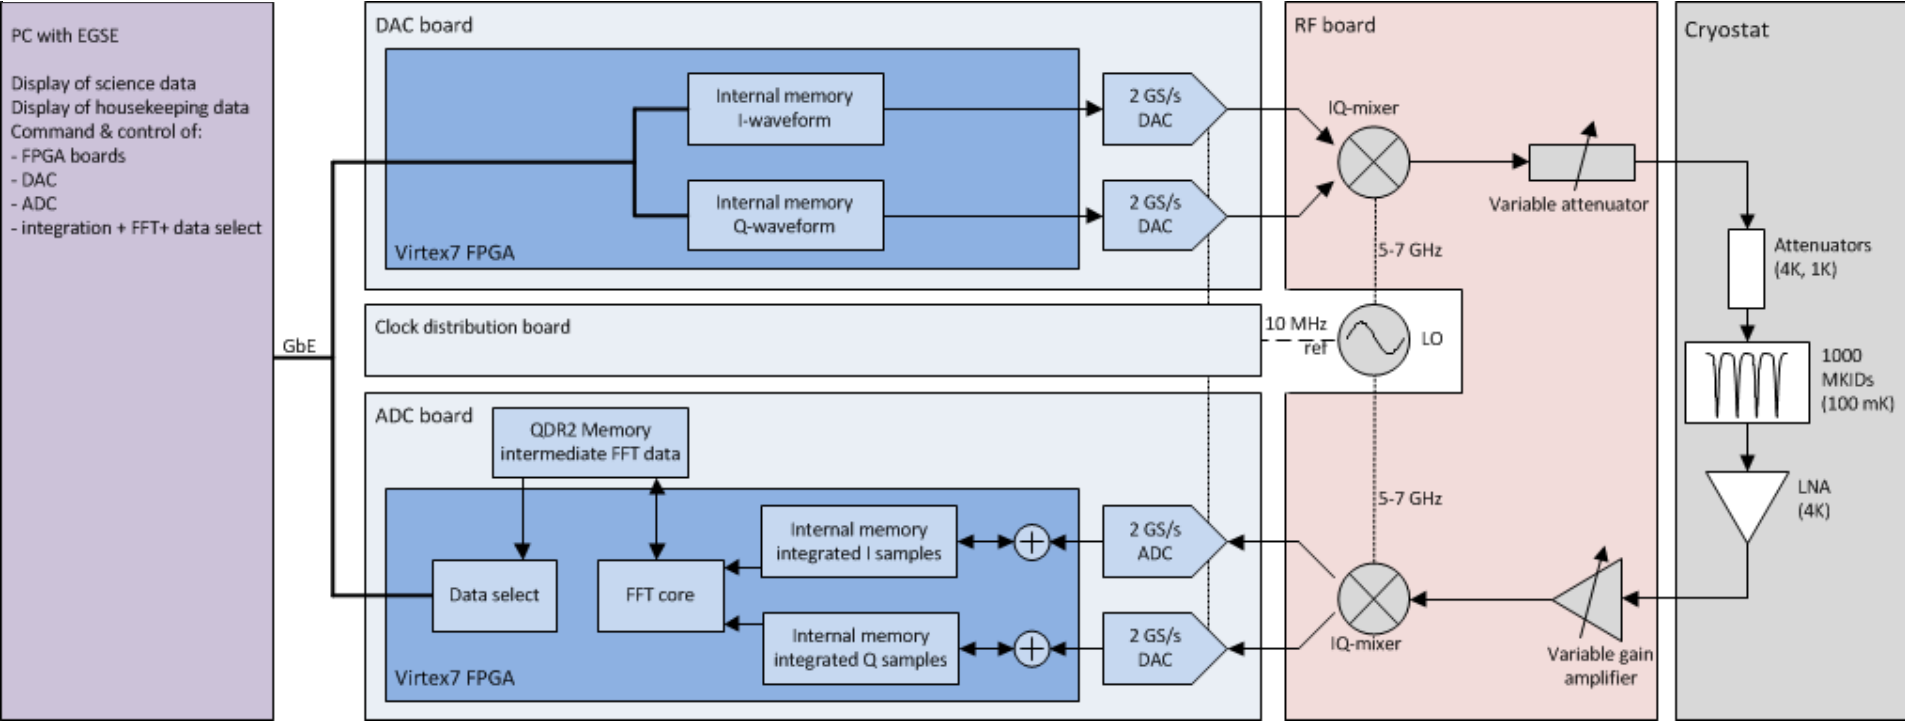 PC with EGSE
Display of science data
Display of housekeeping data
Command & control of:
- FPGA boards
- DAC
- ADC
- integration + FFT+ data select
GbE
DAC board
Internal memory
I-waveform
2 GS/s
DAC
Internal memory
Q-waveform
2 GS/s
DAC
Virtex7 FPGA
Clock distribution board
10 MHz
ref
LO
ADC board
QDR2 Memory
intermediate FFT data
Data select
FFT core
Internal memory
integrated I samples
2 GS/s
ADC
Internal memory
integrated Q samples
2 GS/s
DAC
Virtex7 FPGA
RF board
IQ-mixer
Variable attenuator
5-7 GHz
5-7 GHz
IQ-mixer
Variable gain
amplifier
Cryostat
Attenuators
(4K, 1K)
1000
MKIDs
(100 mK)
LNA
(4K)